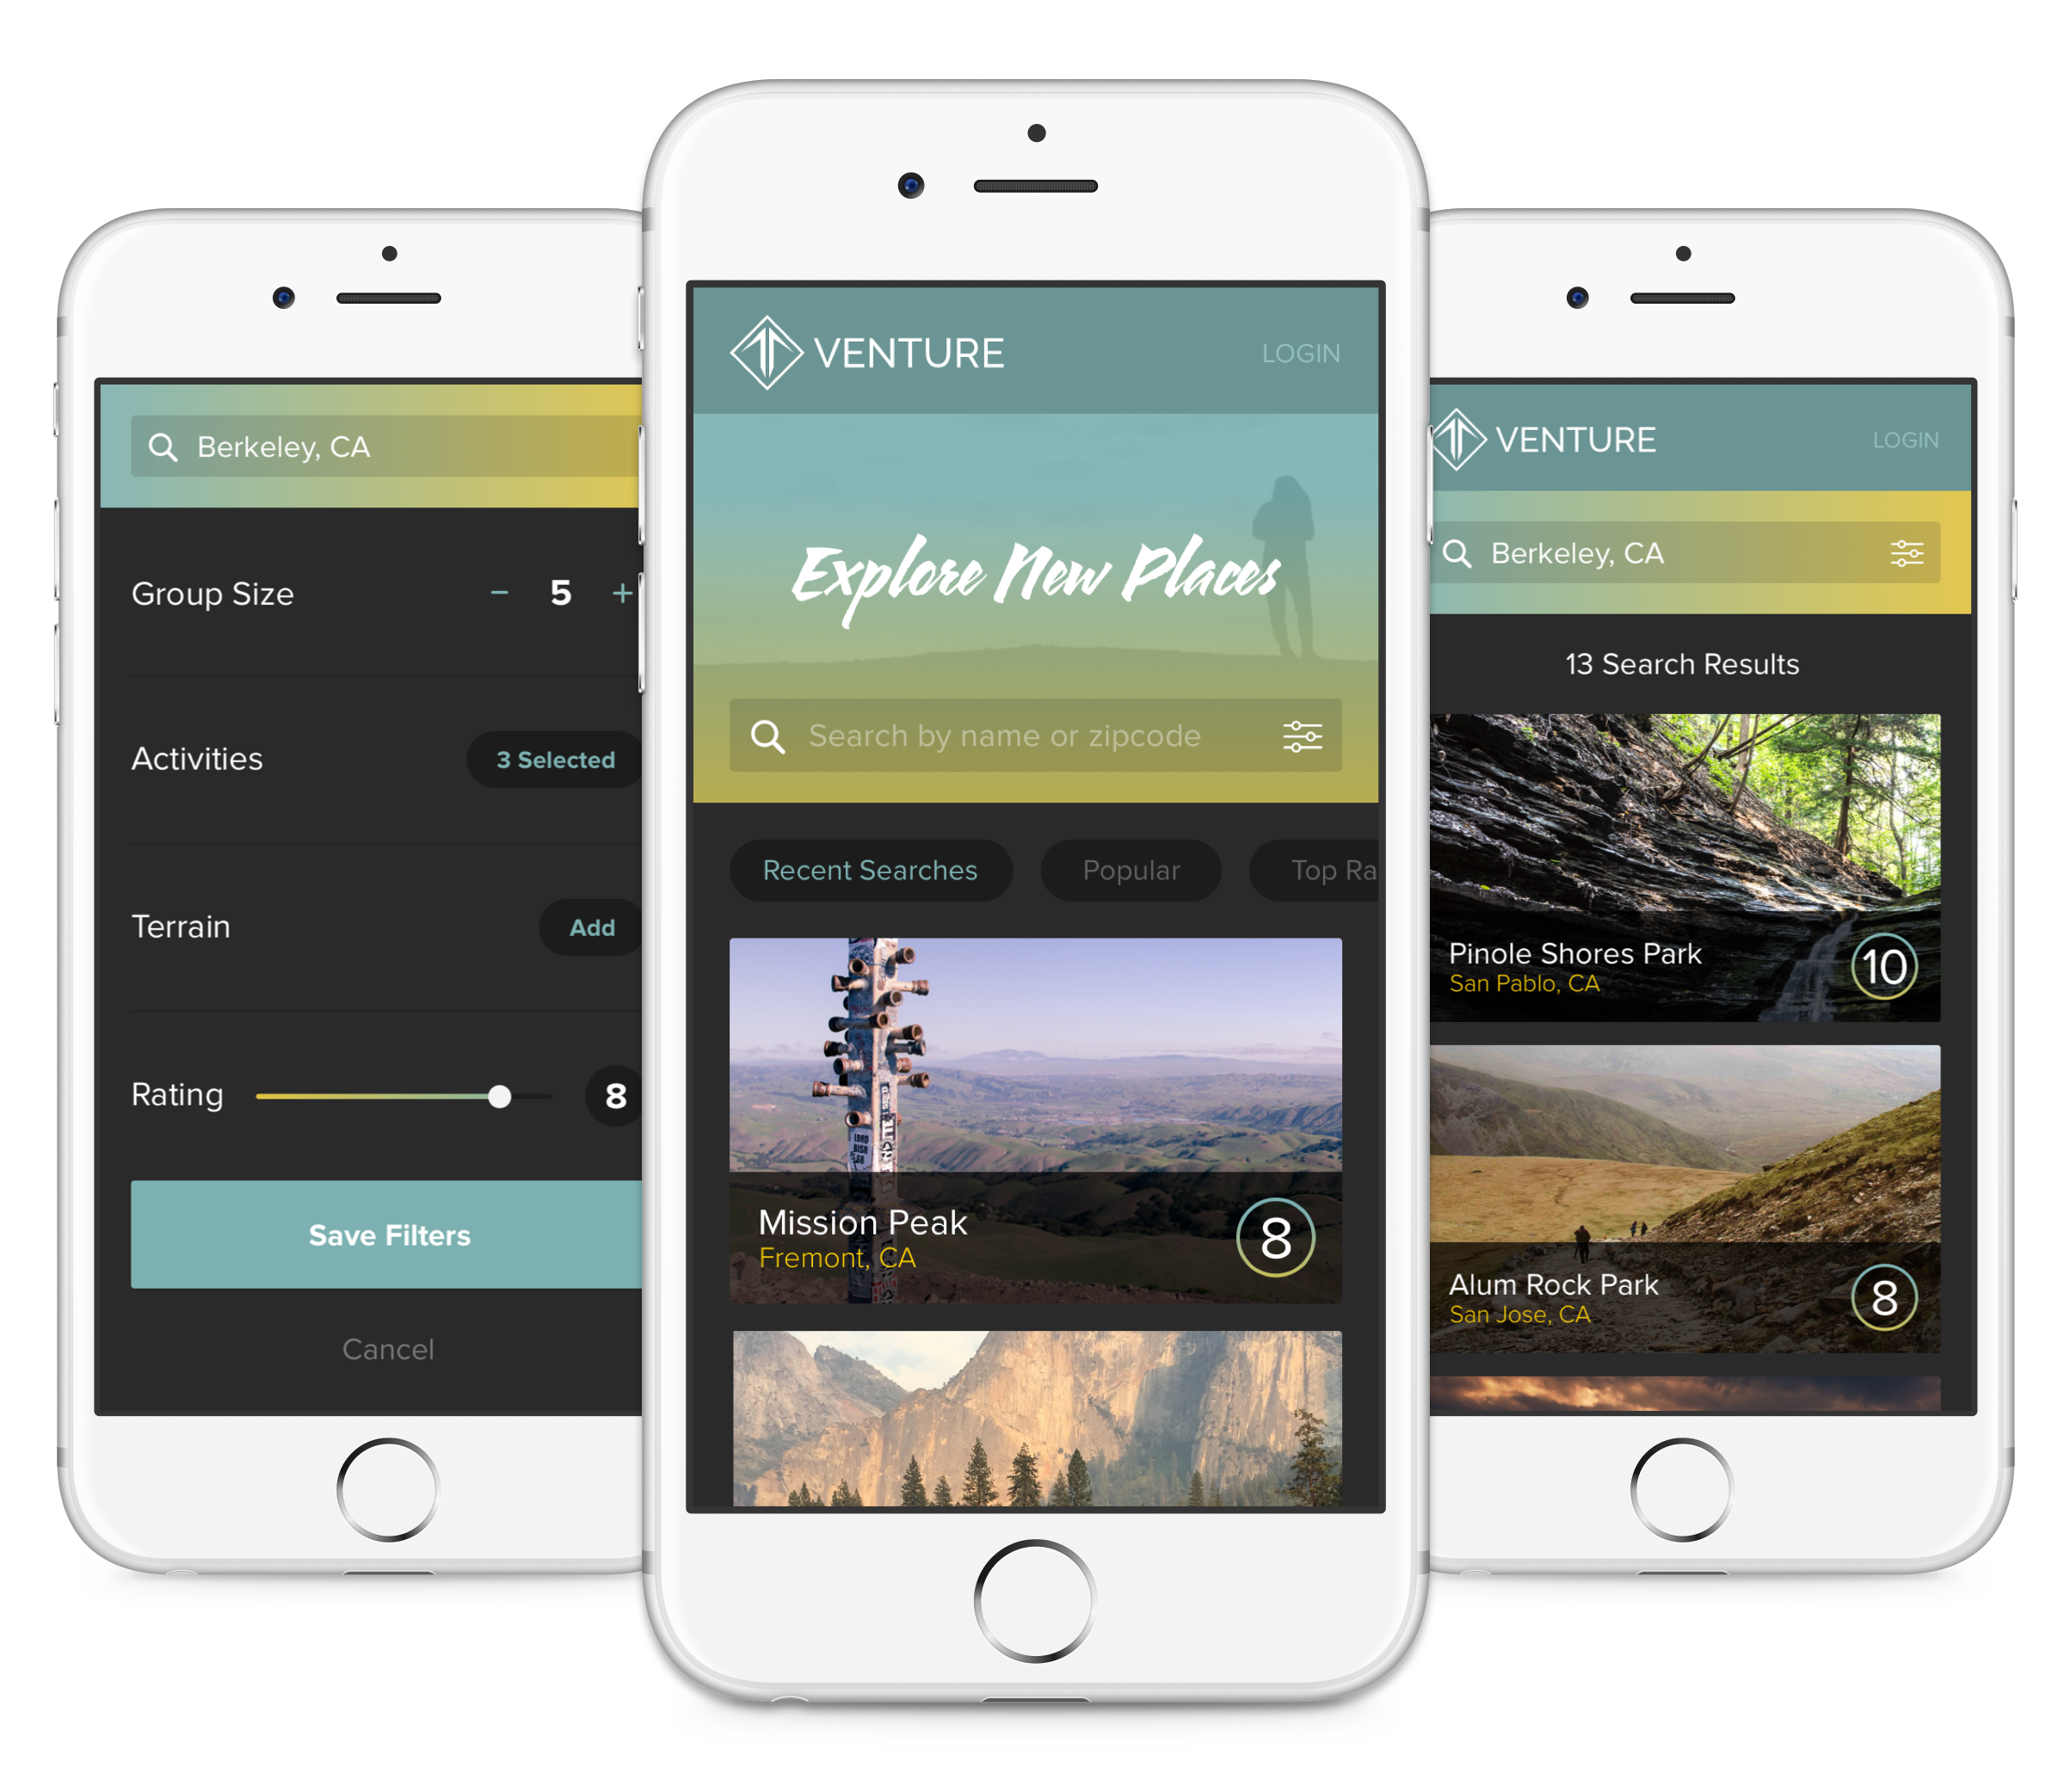 Berkeley, CA
Group Size
− 5 +
Activities
3 Selected
Terrain
Add
Rating
8
Save Filters
Cancel
VENTURE
LOGIN
Explore New Places
Search by name or zipcode
Recent Searches
Popular
Top Ra
LORD
BISH
Mission Peak
Fremont, CA
8
VENTURE
LOGIN
Berkeley, CA
13 Search Results
Pinole Shores Park
San Pablo, CA
10
Alum Rock Park
San Jose, CA
8